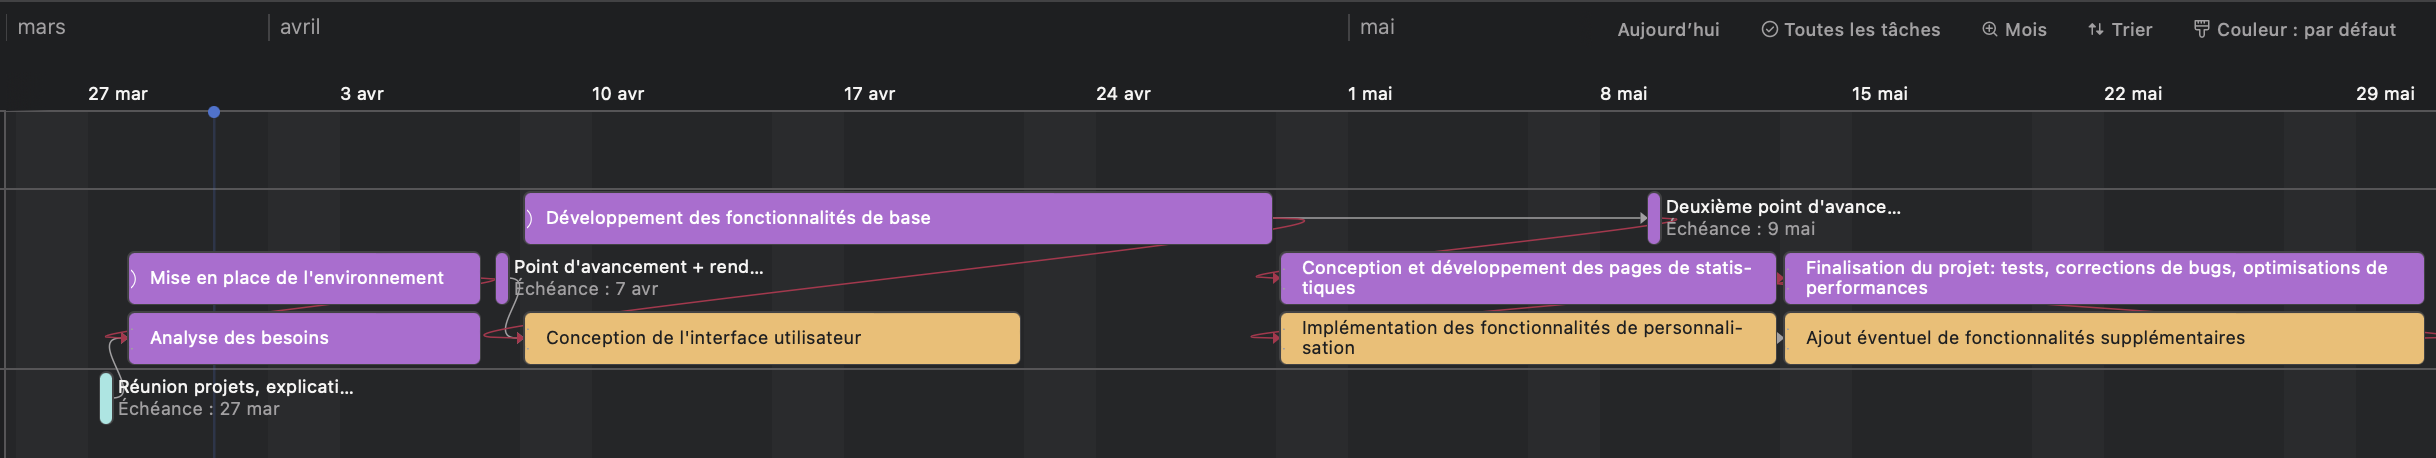 mars
avril
mai
Aujourd'hui
Toutes les tâches
Mois
Trier
Couleur : par défaut
27 mar
3 avr
10 avr
17 avr
24 avr
1 mai
8 mai
15 mai
22 mai
29 mai
Développement des fonctionnalités de base
Deuxième point d'avance...
Échéance : 9 mai
Mise en place de l'environnement
Point d'avancement + rend...
Échéance : 7 avr
Conception et développement des pages de statis-
tiques
Finalisation du projet: tests, corrections de bugs, optimisations de
performances
Analyse des besoins
Conception de l'interface utilisateur
Implémentation des fonctionnalités de personnali-
sation
Ajout éventuel de fonctionnalités supplémentaires
Réunion projets, explicati...
Échéance : 27 mar